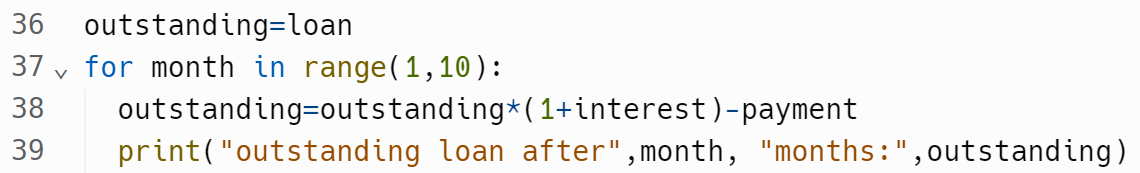 36 outstanding=loan
37 for month in range(1,10):
38 outstanding=outstanding*(1+interest)-payment
39 print("outstanding loan after",month, "months:",outstanding)